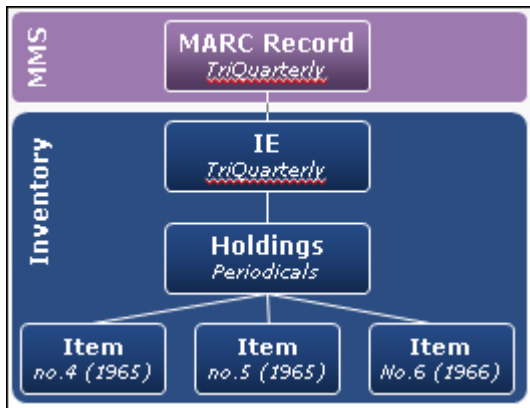 MMS
MARC Record
TriQuarterly
Inventory
IE
TriQuarterly
Holdings
Periodicals
Item
no.4 (1965)
Item
no.5 (1965)
Item
No.6 (1966)